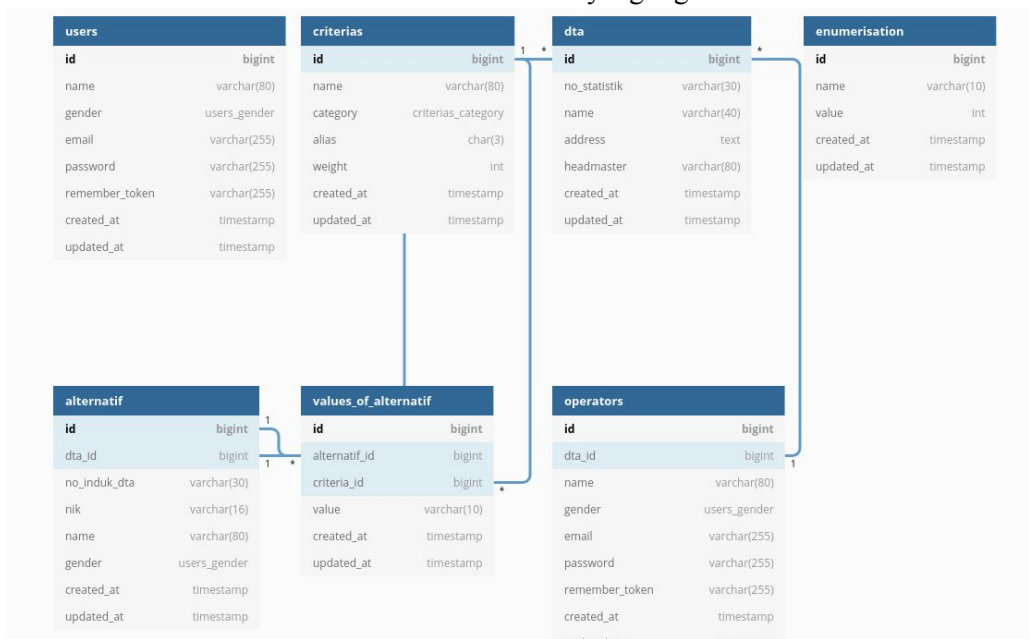 users
id bigint
name varchar(80)
gender users_gender
email varchar(255)
password varchar(255)
remember_token varchar(255)
created_at timestamp
updated_at timestamp
criterias
id bigint
name varchar(80)
category criterias_category
alias char(3)
weight int
created_at timestamp
updated_at timestamp
1 *
dta
id bigint
no_statistik varchar(30)
name varchar(40)
address text
headmaster varchar(80)
created_at timestamp
updated_at timestamp
*
enumerisation
id bigint
name varchar(10)
value int
created_at timestamp
updated_at timestamp
alternatif
id bigint
dta_id bigint
no_induk_dta varchar(30)
nik varchar(16)
name varchar(80)
gender users_gender
created_at timestamp
updated_at timestamp
1
1 *
values_of_alternatif
id bigint
alternatif_id bigint
criteria_id bigint
value varchar(10)
created_at timestamp
updated_at timestamp
*
operators
id bigint
dta_id bigint
name varchar(80)
gender users_gender
email varchar(255)
password varchar(255)
remember_token varchar(255)
created_at timestamp
1